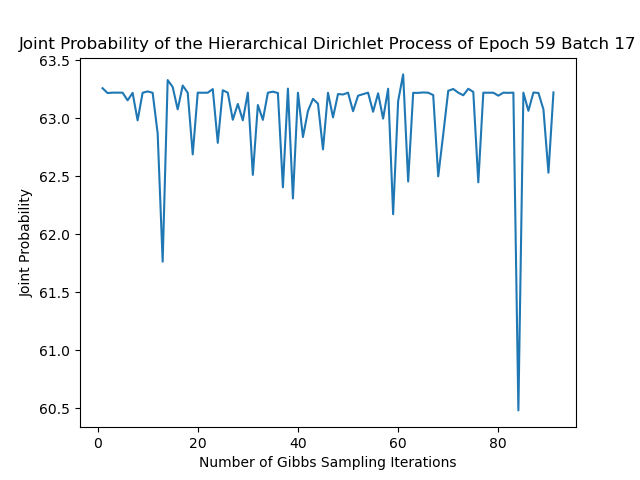 Joint Probability of the Hierarchical Dirichlet Process of Epoch 59 Batch 17
63.5
63.0
62.5
62.0
61.5
61.0
60.5
Joint Probability
0 20 40 60 80
Number of Gibbs Sampling Iterations